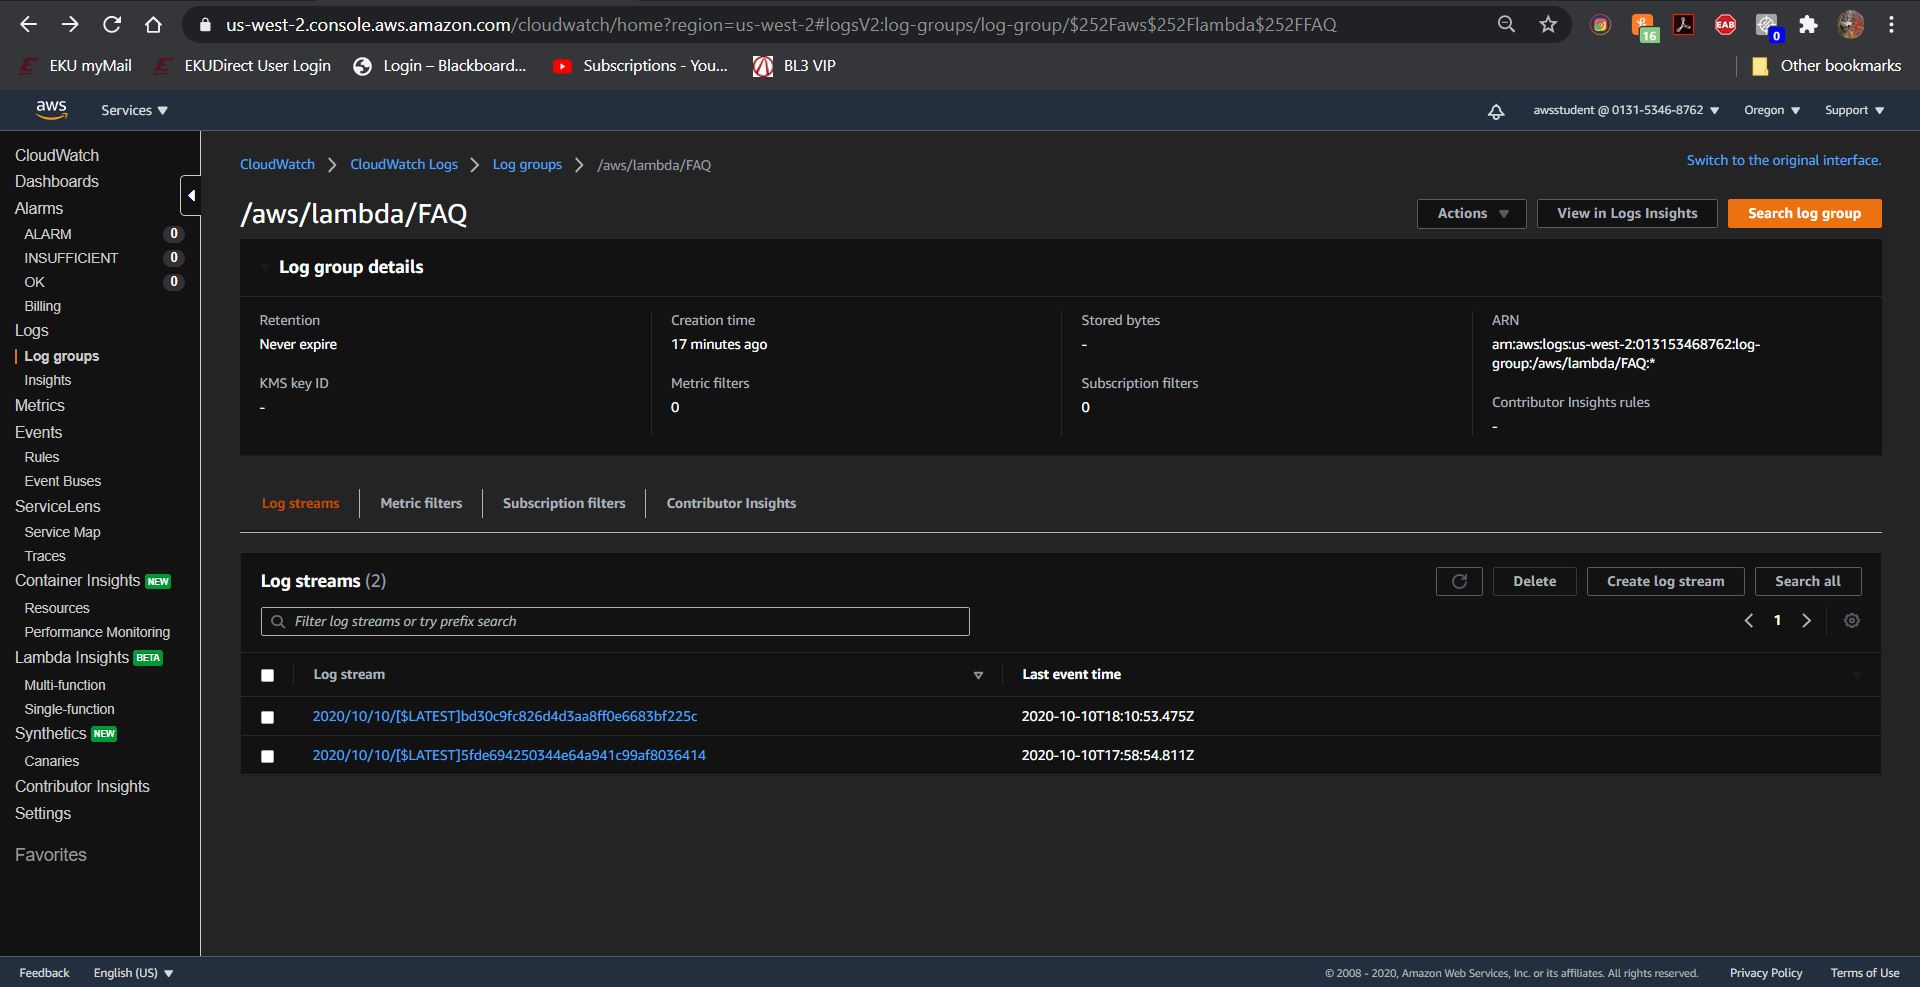 us-west-2.console.aws.amazon.com/cloudwatch/home?region=us-west-2#logsV2:log-groups/log-group/$252Faws$252Flambda$252FFAQ
16
EAB
0
EKU myMail
EKUDirect User Login
Login – Blackboard...
Subscriptions - You...
BL3 VIP
Other bookmarks
aws
Services
awsstudent @ 0131-5346-8762
Oregon
Support
CloudWatch
Dashboards
Alarms
ALARM 0
INSUFFICIENT 0
OK 0
Billing
Logs
Log groups
Insights
Metrics
Events
Rules
Event Buses
ServiceLens
Service Map
Traces
Container Insights NEW
Resources
Performance Monitoring
Lambda Insights BETA
Multi-function
Single-function
Synthetics NEW
Canaries
Contributor Insights
Settings
Favorites
CloudWatch
CloudWatch Logs
Log groups
/aws/lambda/FAQ
Switch to the original interface.
/aws/lambda/FAQ
Actions
View in Logs Insights
Search log group
Log group details
Retention
Never expire
KMS key ID
-
Creation time
17 minutes ago
Metric filters
0
Stored bytes
-
Subscription filters
0
ARN
arn:aws:logs:us-west-2:013153468762:log-
group:/aws/lambda/FAQ:*
Contributor Insights rules
-
Log streams
Metric filters
Subscription filters
Contributor Insights
Log streams (2)
Delete
Create log stream
Search all
Filter log streams or try prefix search
1
Log stream
Last event time
2020/10/10/[$LATEST]bd30c9fc826d4d3aa8ff0e6683bf225c
2020-10-10T18:10:53.475Z
2020/10/10/[$LATEST]5fde694250344e64a941c99af8036414
2020-10-10T17:58:54.811Z
Feedback
English (US)
© 2008 - 2020, Amazon Web Services, Inc. or its affiliates. All rights reserved.
Privacy Policy
Terms of Use